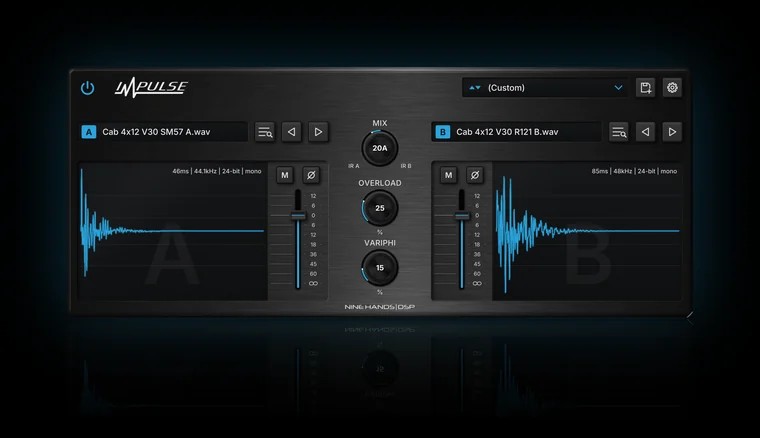 IMPULSE
(Custom)
A
Cab 4x12 V30 SM57 A.wav
MIX
20A
IR A
IR B
B
Cab 4x12 V30 R121 B.wav
46ms | 44.1kHz | 24-bit | mono
M
12
6
0
6
12
18
36
45
60
∞
A
OVERLOAD
25
%
VARIPHI
15
%
NINE HANDS|DSP
M
12
6
0
6
12
18
36
45
60
∞
85ms | 48kHz | 24-bit | mono
B